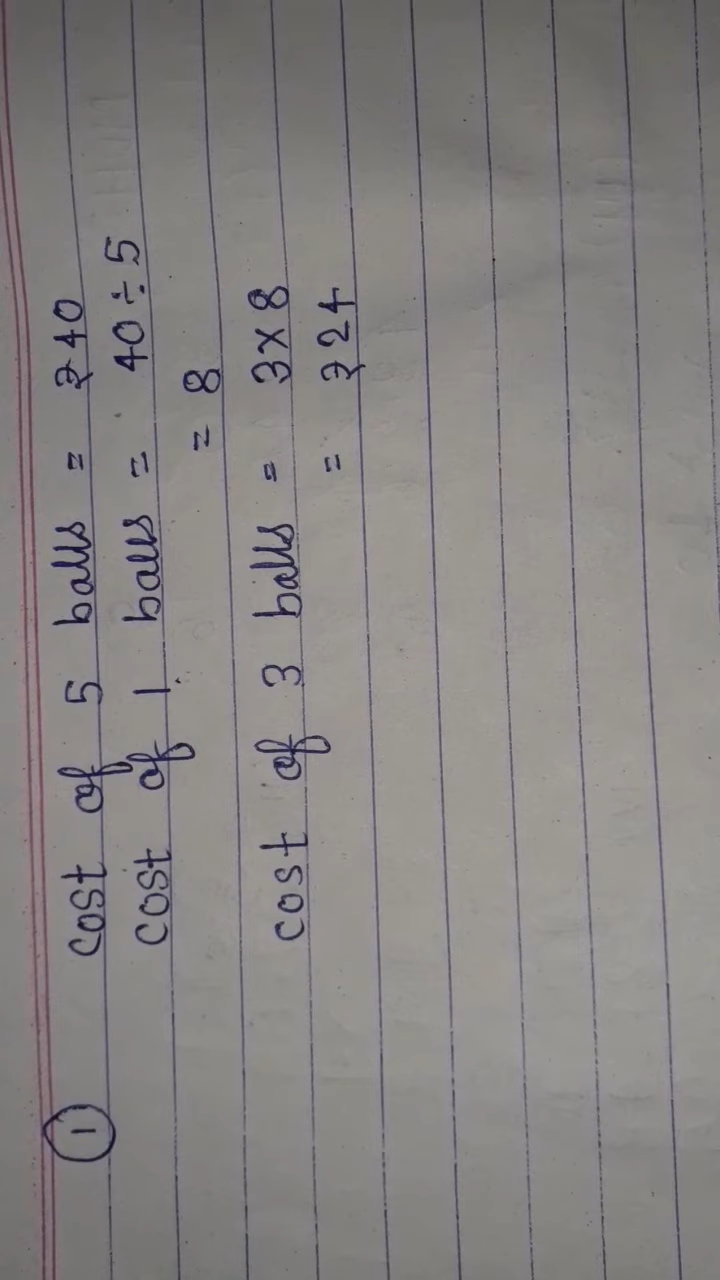 ① cost of 5 balls = ₹40
cost of 1 balls = 40÷5
= 8
cost of 3 balls = 3×8
= ₹24